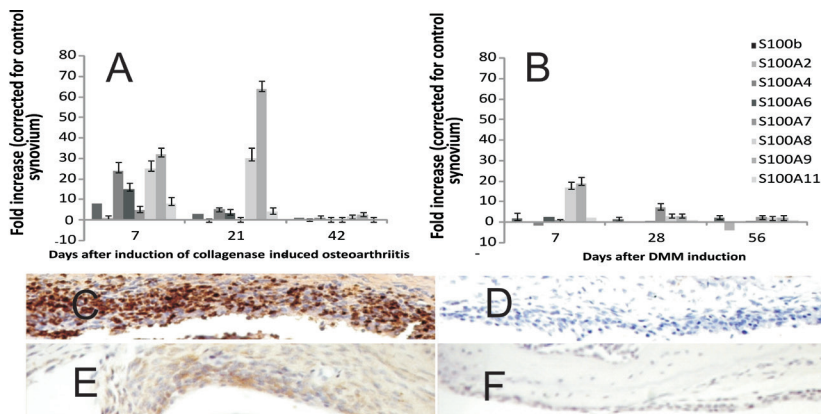 Fold increase (corrected for control
synovium)
80
70
60
50
40
30
20
10
0
-10
A
7
21
42
Days after induction of collagenase induced osteoarthriitis
Fold increase (corrected for control
synovium)
80
70
60
50
40
30
20
10
0
10
-
B
7
28
56
Days after DMM induction
S100b
S100A2
S100A4
S100A6
S100A7
S100A8
S100A9
S100A11
C
D
E
F